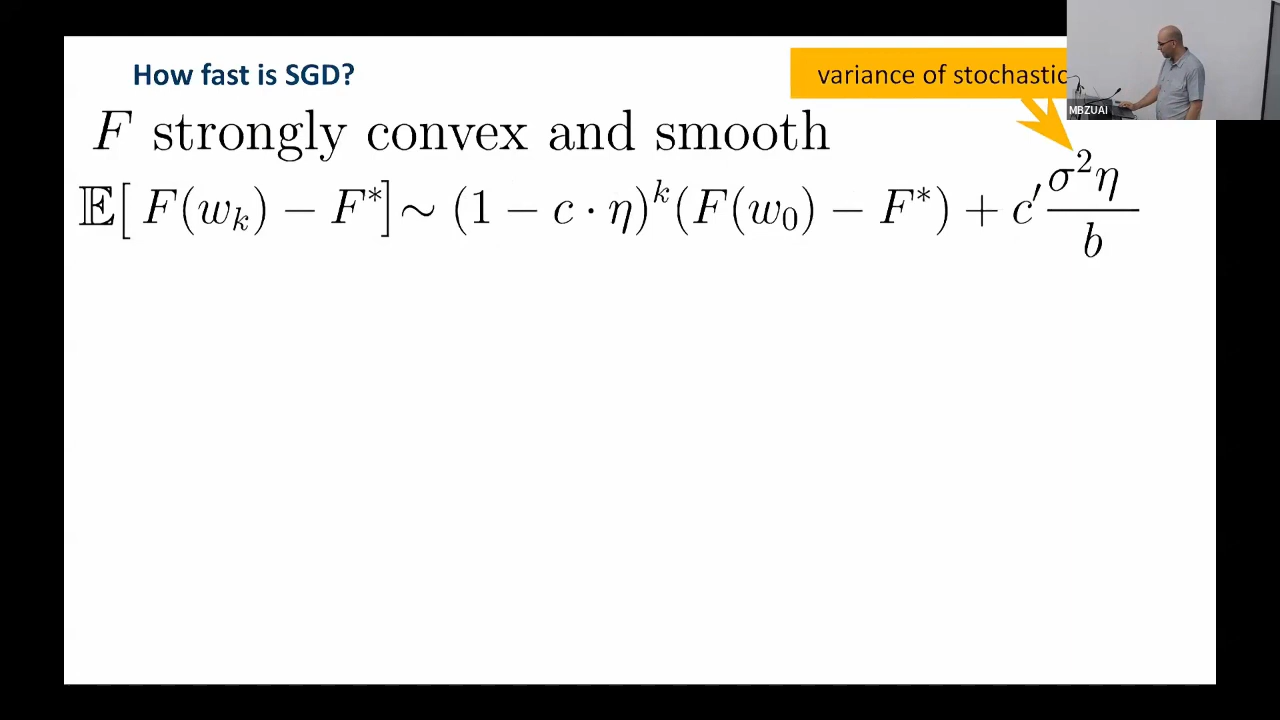 How fast is SGD?
variance of stochastic
MBZUAI
F strongly convex and smooth
𝔼[ F(w_k) − F*] ∼ (1 − c · η)^k (F(w_0) − F*) + c′ σ²η / b